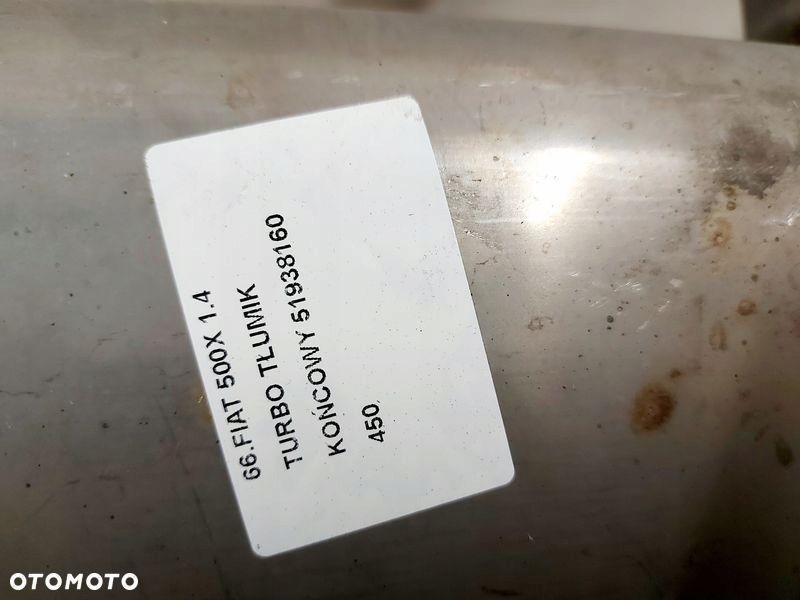 66.FIAT 500X 1.4
TURBO TŁUMIK
KOŃCOWY 51938160
450
OTOMOTO